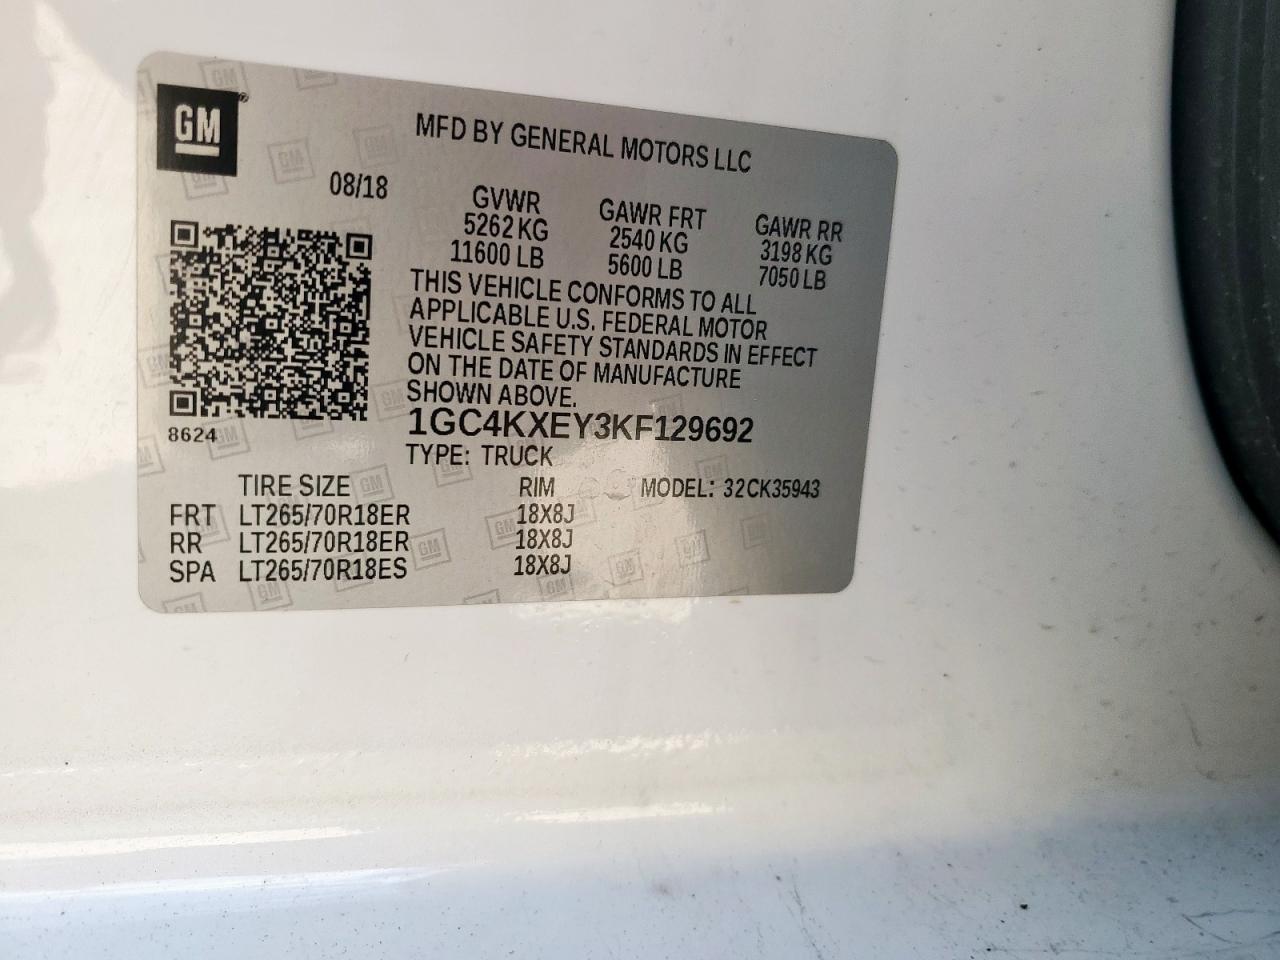 GM
MFD BY GENERAL MOTORS LLC
08/18
GVWR GAWR FRT GAWR RR
5262 KG 2540 KG 3198 KG
11600 LB 5600 LB 7050 LB
THIS VEHICLE CONFORMS TO ALL
APPLICABLE U.S. FEDERAL MOTOR
VEHICLE SAFETY STANDARDS IN EFFECT
ON THE DATE OF MANUFACTURE
SHOWN ABOVE.
8624
1GC4KXEY3KF129692
TYPE: TRUCK
TIRE SIZE RIM MODEL: 32CK35943
FRT LT265/70R18ER 18X8J
RR LT265/70R18ER 18X8J
SPA LT265/70R18ES 18X8J